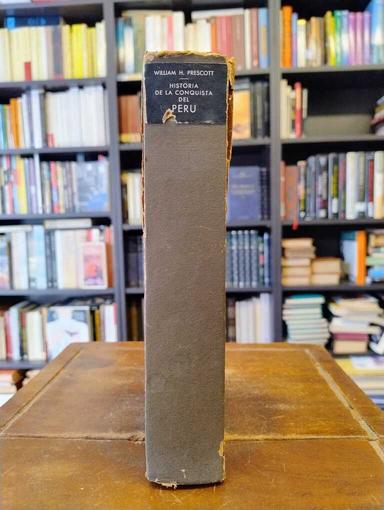 WILLIAM H. PRESCOTT
HISTORIA
DE LA CONQUISTA
DEL
PERU